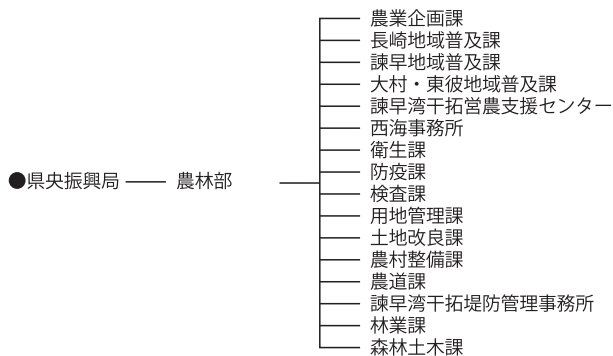 農業企画課
長崎地域普及課
諫早地域普及課
大村・東彼地域普及課
諫早湾干拓営農支援センター
西海事務所
衛生課
防疫課
●県央振興局 農林部
検査課
用地管理課
土地改良課
農村整備課
農道課
諫早湾干拓堤防管理事務所
林業課
森林土木課